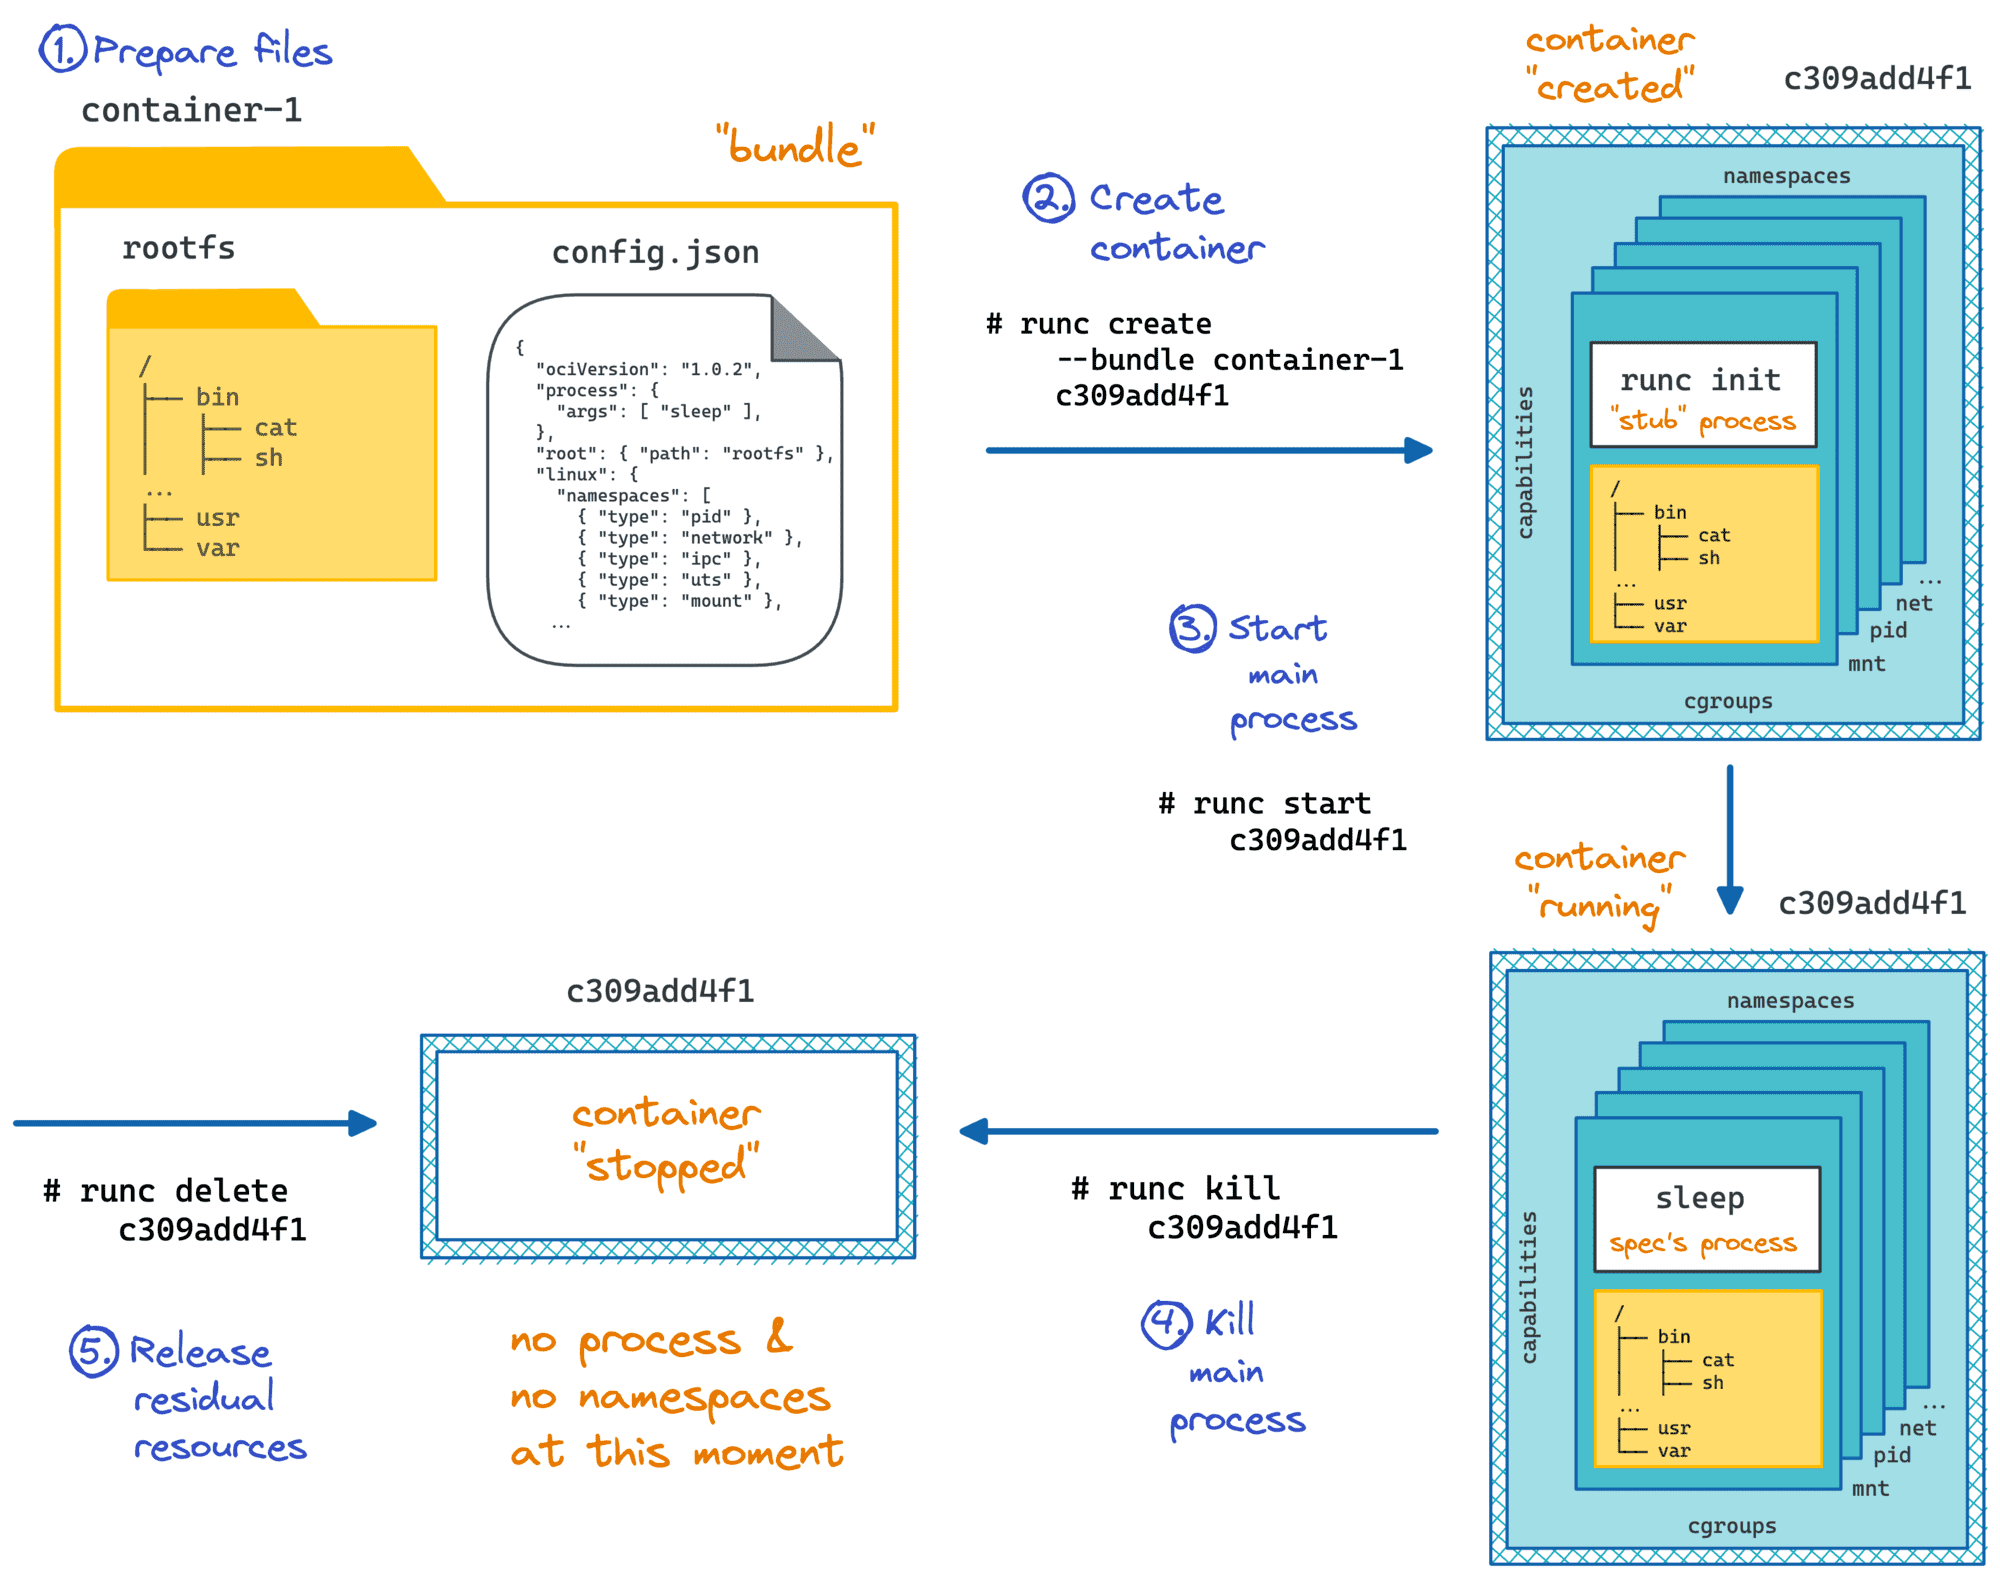 1. Prepare files
container-1
"bundle"
rootfs
/
bin
cat
sh
...
usr
var
config.json
{
"ociVersion": "1.0.2",
"process": {
"args": [ "sleep" ],
},
"root": { "path": "rootfs" },
"linux": {
"namespaces": [
{ "type": "pid" },
{ "type": "network" },
{ "type": "ipc" },
{ "type": "uts" },
{ "type": "mount" },
...
2. Create
container
# runc create
--bundle container-1
c309add4f1
container
"created"
c309add4f1
namespaces
capabilities
runc init
"stub" process
/
bin
cat
sh
...
usr
var
...
net
pid
mnt
cgroups
3. Start
main
process
# runc start
c309add4f1
container
"running"
c309add4f1
namespaces
capabilities
sleep
spec's process
/
bin
cat
sh
...
usr
var
...
net
pid
mnt
cgroups
# runc kill
c309add4f1
4. Kill
main
process
c309add4f1
container
"stopped"
no process &
no namespaces
at this moment
# runc delete
c309add4f1
5. Release
residual
resources